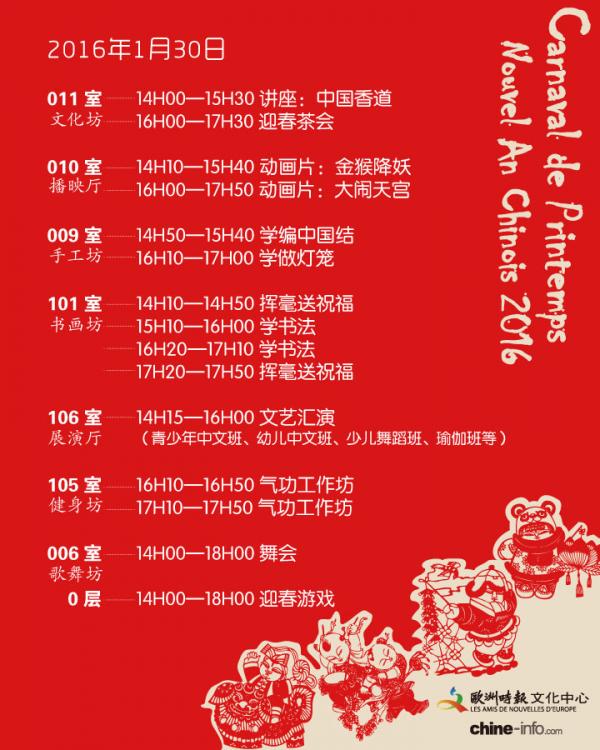 2016年1月30日
Carnaval de Printemps
Nouvel An Chinois 2016
011 室 14H00—15H30 讲座：中国香道
文化坊 16H00—17H30 迎春茶会
010 室 14H10—15H40 动画片：金猴降妖
播映厅 16H00—17H50 动画片：大闹天宫
009 室 14H50—15H40 学编中国结
手工坊 16H10—17H00 学做灯笼
101 室 14H10—14H50 挥毫送祝福
书画坊 15H10—16H00 学书法
16H20—17H10 学书法
17H20—17H50 挥毫送祝福
106 室 14H15—16H00 文艺汇演
展演厅 （青少年中文班、幼儿中文班、少儿舞蹈班、瑜伽班等）
105 室 16H10—16H50 气功工作坊
健身坊 17H10—17H50 气功工作坊
006 室 14H00—18H00 舞会
歌舞坊
0 层 14H00—18H00 迎春游戏
歐洲時報文化中心
LES AMIS DE NOUVELLES D'EUROPE
chine-info.com